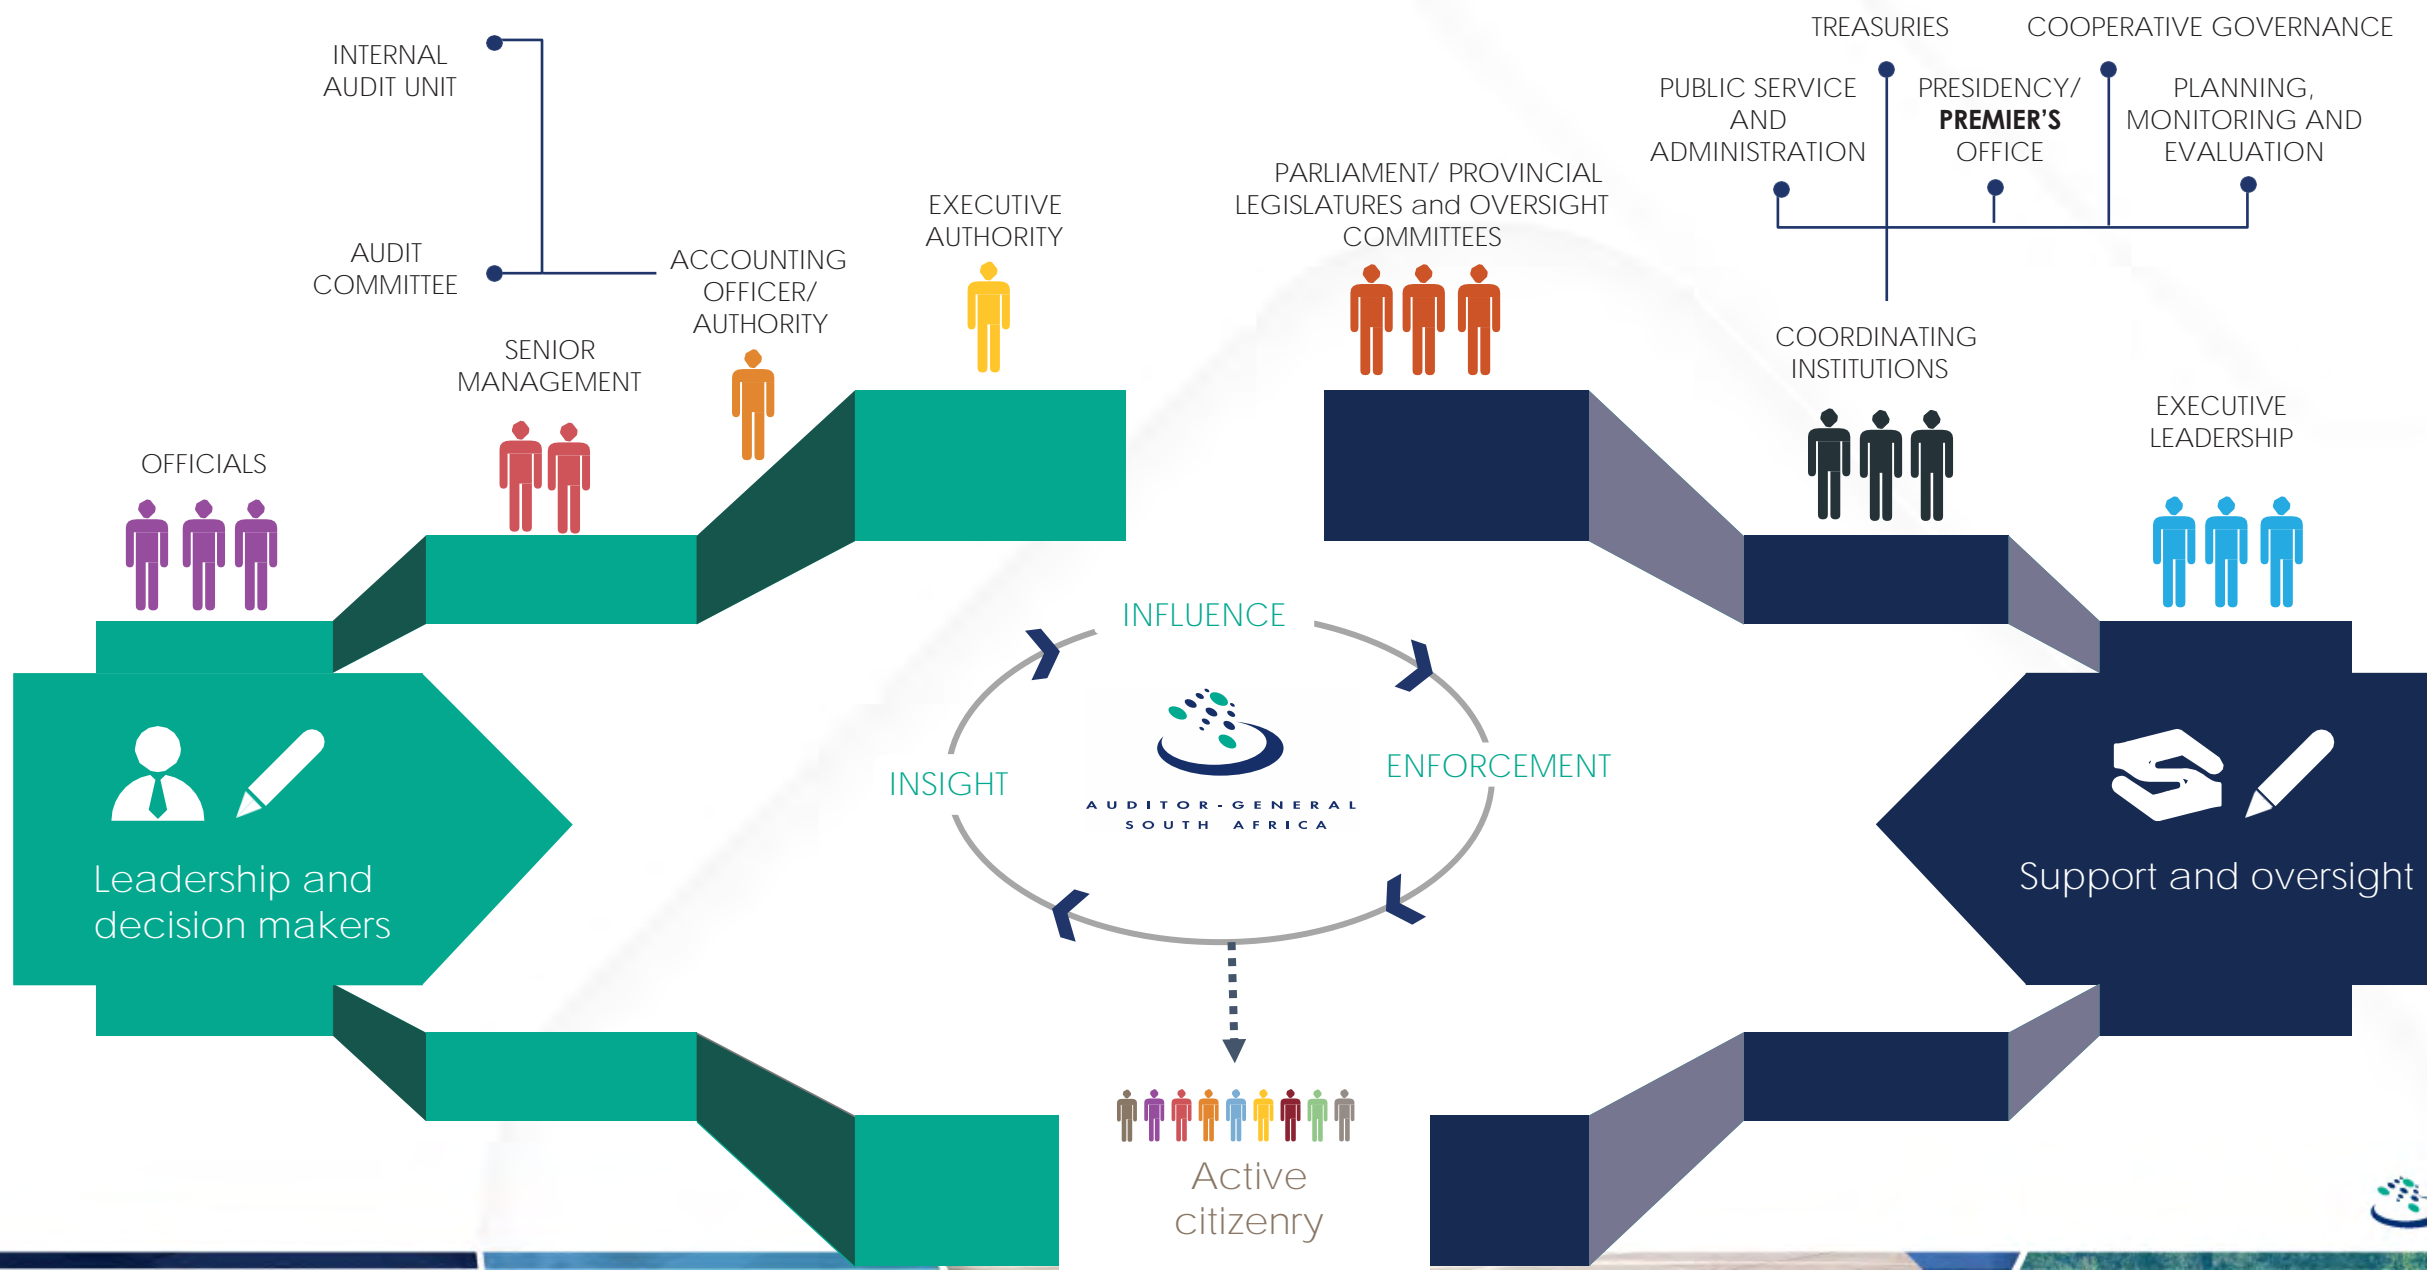 INTERNAL
AUDIT UNIT
AUDIT
COMMITTEE
ACCOUNTING
OFFICER/
AUTHORITY
SENIOR
MANAGEMENT
OFFICIALS
EXECUTIVE
AUTHORITY
PARLIAMENT/ PROVINCIAL
LEGISLATURES and OVERSIGHT
COMMITTEES
TREASURIES
COOPERATIVE GOVERNANCE
PUBLIC SERVICE
AND
ADMINISTRATION
PRESIDENCY/
PREMIER'S
OFFICE
PLANNING,
MONITORING AND
EVALUATION
COORDINATING
INSTITUTIONS
EXECUTIVE
LEADERSHIP
INFLUENCE
INSIGHT
ENFORCEMENT
AUDITOR-GENERAL
SOUTH AFRICA
Leadership and
decision makers
Support and oversight
Active
citizenry